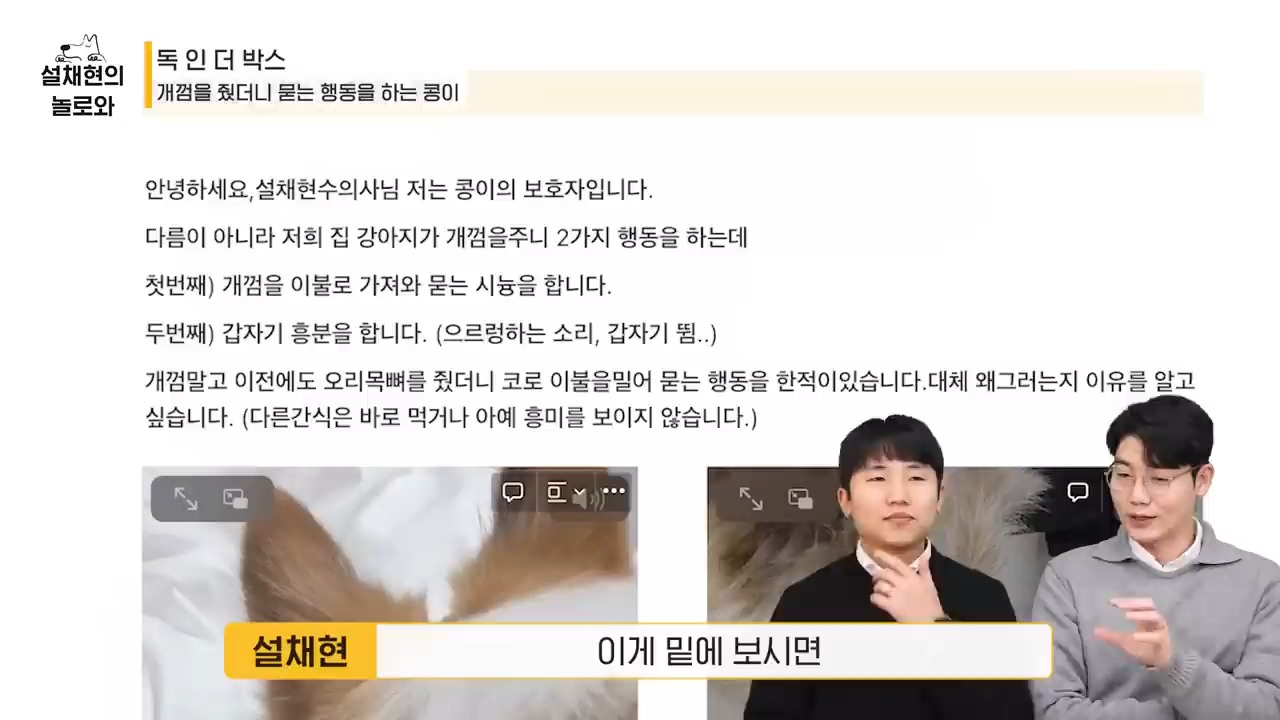 설채현의
놀로와
독 인 더 박스
개껌을 줬더니 묻는 행동을 하는 콩이
안녕하세요,설채현수의사님 저는 콩이의 보호자입니다.
다름이 아니라 저희 집 강아지가 개껌을주니 2가지 행동을 하는데
첫번째) 개껌을 이불로 가져와 묻는 시늉을 합니다.
두번째) 갑자기 흥분을 합니다. (으르렁하는 소리, 갑자기 뜀..)
개껌말고 이전에도 오리목뼈를 줬더니 코로 이불을밀어 묻는 행동을 한적이있습니다.대체 왜그러는지 이유를 알고
싶습니다. (다른간식은 바로 먹거나 아예 흥미를 보이지 않습니다.)
설채현
이게 밑에 보시면